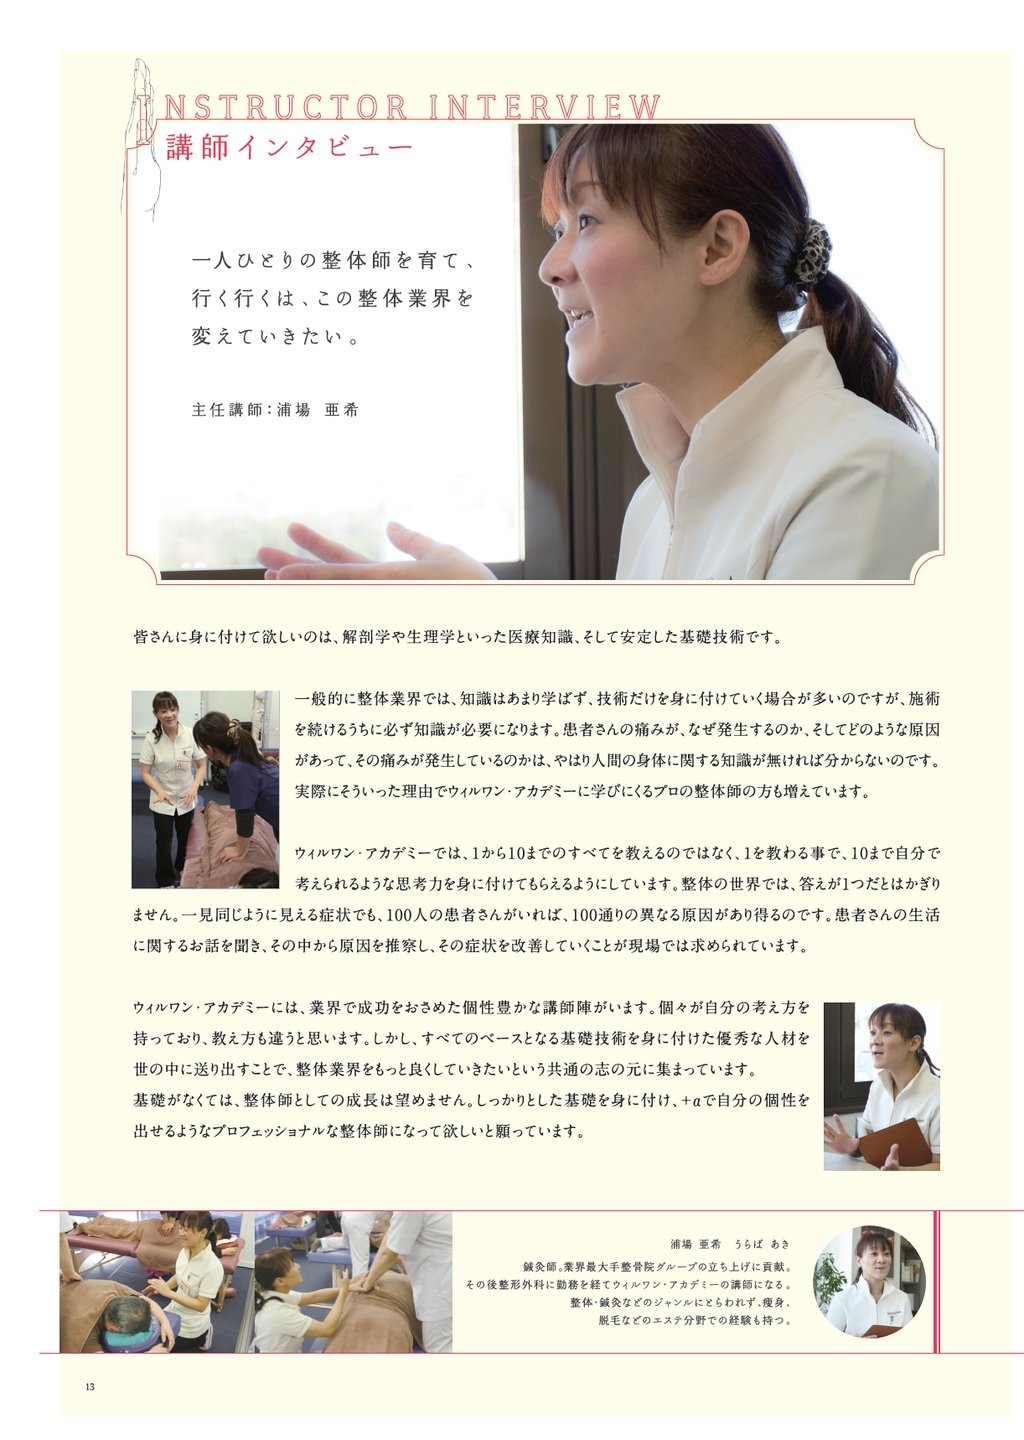 INSTRUCTOR INTERVIEW
講師インタビュー
一人ひとりの整体師を育て、
行く行くは、この整体業界を
変えていきたい。
主任講師：浦場 亜希
皆さんに身に付けて欲しいのは、解剖学や生理学といった医療知識、そして安定した基礎技術です。
一般的に整体業界では、知識はあまり学ばず、技術だけを身に付けていく場合が多いのですが、施術
を続けるうちに必ず知識が必要になります。患者さんの痛みが、なぜ発生するのか、そしてどのような原因
があって、その痛みが発生しているのかは、やはり人間の身体に関する知識が無ければ分からないのです。
実際にそういった理由でウィルワン・アカデミーに学びにくるプロの整体師の方も増えています。
ウィルワン・アカデミーでは、1から10までのすべてを教えるのではなく、1を教わる事で、10まで自分で
考えられるような思考力を身に付けてもらえるようにしています。整体の世界では、答えが1つだとはかぎり
ません。一見同じように見える症状でも、100人の患者さんがいれば、100通りの異なる原因があり得るのです。患者さんの生活
に関するお話を聞き、その中から原因を推察し、その症状を改善していくことが現場では求められています。
ウィルワン・アカデミーには、業界で成功をおさめた個性豊かな講師陣がいます。個々が自分の考え方を
持っており、教え方も違うと思います。しかし、すべてのベースとなる基礎技術を身に付けた優秀な人材を
世の中に送り出すことで、整体業界をもっと良くしていきたいという共通の志の元に集まっています。
基礎がなくては、整体師としての成長は望めません。しっかりとした基礎を身に付け、+αで自分の個性を
出せるようなプロフェッショナルな整体師になって欲しいと願っています。
浦場 亜希 うらば あき
鍼灸師。業界最大手整骨院グループの立ち上げに貢献。
その後整形外科に勤務を経てウィルワン・アカデミーの講師になる。
整体・鍼灸などのジャンルにとらわれず、痩身、
脱毛などのエステ分野での経験も持つ。
13